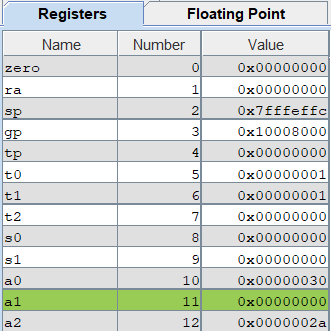 Registers Floating Point
Name Number Value
zero 0 0x00000000
ra 1 0x00000000
sp 2 0x7fffeffc
gp 3 0x10008000
tp 4 0x00000000
t0 5 0x00000001
t1 6 0x00000001
t2 7 0x00000000
s0 8 0x00000000
s1 9 0x00000000
a0 10 0x00000030
a1 11 0x00000000
a2 12 0x0000002a